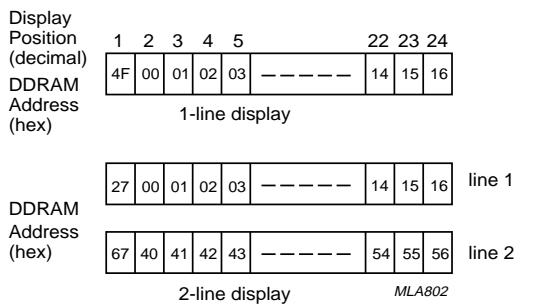 Display
Position
(decimal)
1 2 3 4 5 22 23 24
DDRAM
Address
(hex)
4F 00 01 02 03 14 15 16
1-line display
DDRAM
Address
(hex)
27 00 01 02 03 14 15 16 line 1
67 40 41 42 43 54 55 56 line 2
2-line display
MLA802